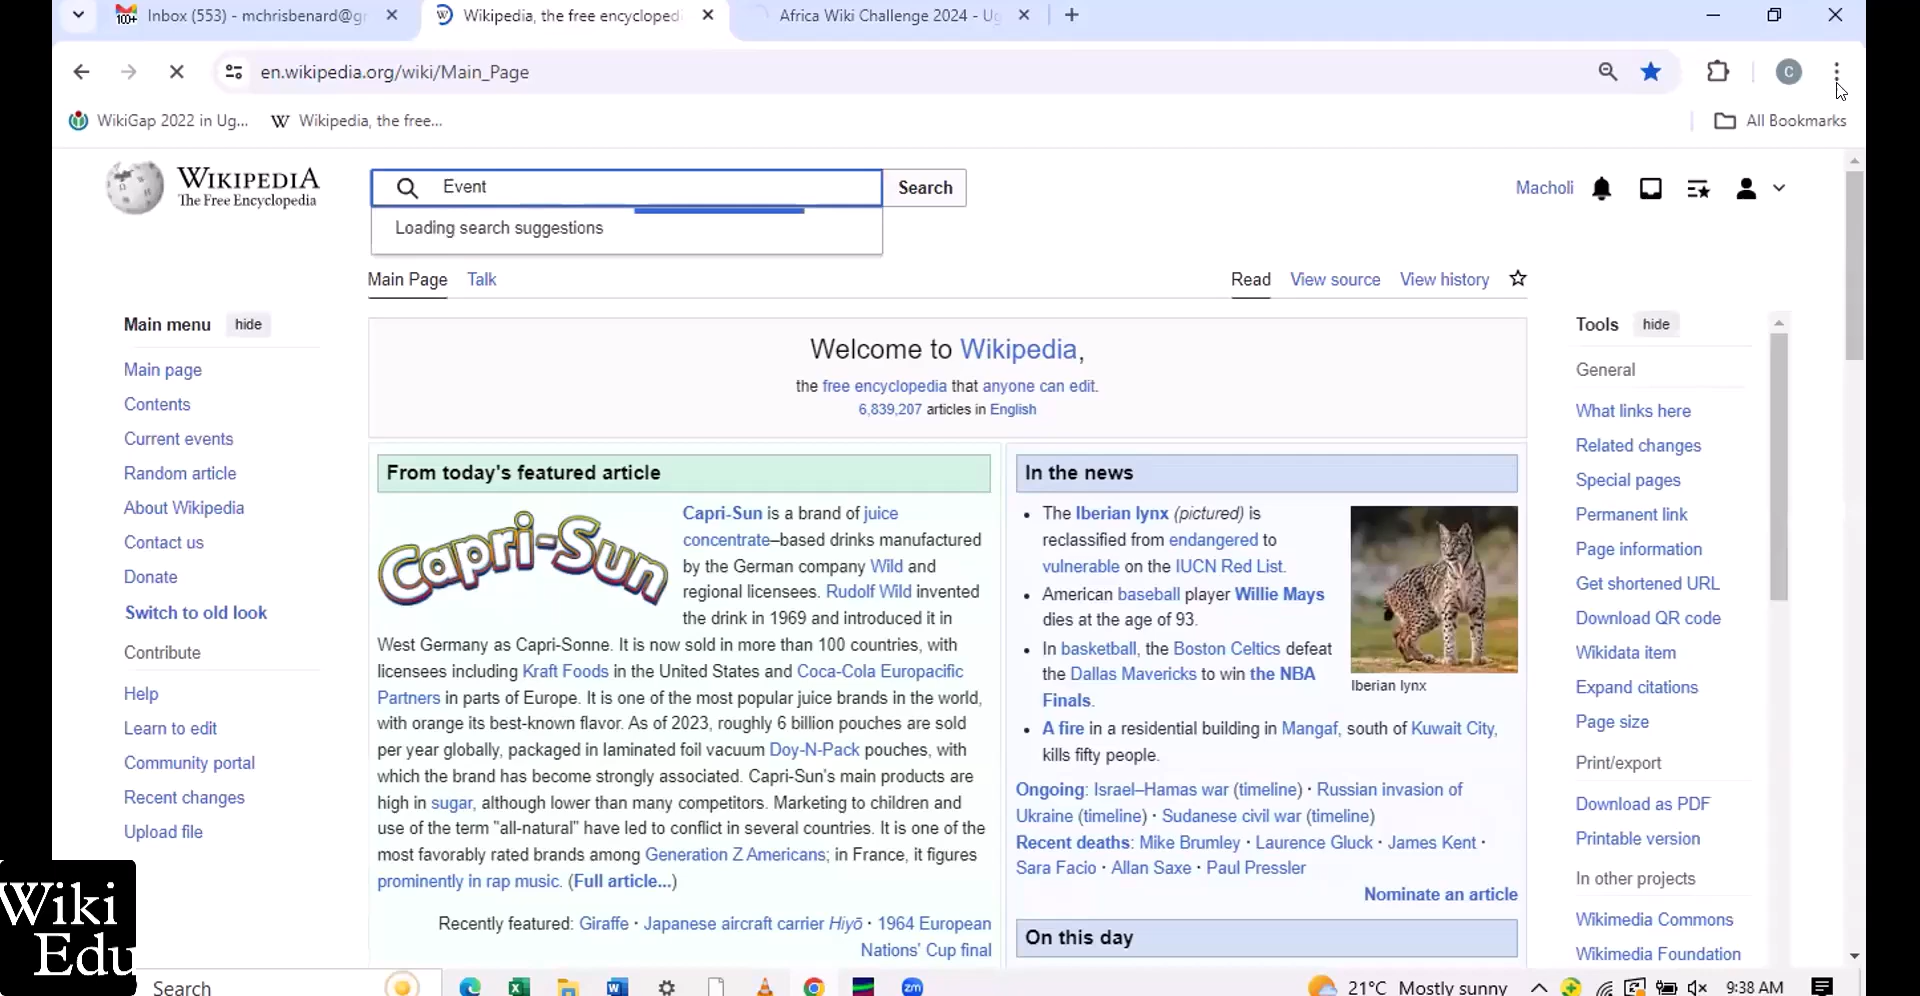 Inbox (553) - mchrisbenard@gr
Wikipedia, the free encycloped
Africa Wiki Challenge 2024 - Ug
en.wikipedia.org/wiki/Main_Page
C
WikiGap 2022 in Ug...
Wikipedia, the free...
All Bookmarks
WIKIPEDIA
The Free Encyclopedia
Event
Search
Macholi
Loading search suggestions
Main Page
Talk
Read
View source
View history
Main menu
hide
Main page
Contents
Current events
Random article
About Wikipedia
Contact us
Donate
Switch to old look
Contribute
Help
Learn to edit
Community portal
Recent changes
Upload file
Welcome to Wikipedia,
the free encyclopedia that anyone can edit.
6,839,207 articles in English
From today's featured article
Capri-Sun
Capri-Sun is a brand of juice
concentrate–based drinks manufactured
by the German company Wild and
regional licensees. Rudolf Wild invented
the drink in 1969 and introduced it in
West Germany as Capri-Sonne. It is now sold in more than 100 countries, with
licensees including Kraft Foods in the United States and Coca-Cola Europacific
Partners in parts of Europe. It is one of the most popular juice brands in the world,
with orange its best-known flavor. As of 2023, roughly 6 billion pouches are sold
per year globally, packaged in laminated foil vacuum Doy-N-Pack pouches, with
which the brand has become strongly associated. Capri-Sun's main products are
high in sugar, although lower than many competitors. Marketing to children and
use of the term "all-natural" have led to conflict in several countries. It is one of the
most favorably rated brands among Generation Z Americans; in France, it figures
prominently in rap music. (Full article...)
Recently featured: Giraffe · Japanese aircraft carrier Hiyō · 1964 European
Nations' Cup final
In the news
The Iberian lynx (pictured) is
reclassified from endangered to
vulnerable on the IUCN Red List.
American baseball player Willie Mays
dies at the age of 93.
In basketball, the Boston Celtics defeat
the Dallas Mavericks to win the NBA
Finals.
Iberian lynx
A fire in a residential building in Mangaf, south of Kuwait City,
kills fifty people.
Ongoing: Israel–Hamas war (timeline) · Russian invasion of
Ukraine (timeline) · Sudanese civil war (timeline)
Recent deaths: Mike Brumley · Laurence Gluck · James Kent ·
Sara Facio · Allan Saxe · Paul Pressler
Nominate an article
On this day
Tools
hide
General
What links here
Related changes
Special pages
Permanent link
Page information
Get shortened URL
Download QR code
Wikidata item
Expand citations
Page size
Print/export
Download as PDF
Printable version
In other projects
Wikimedia Commons
Wikimedia Foundation
Wiki
Edu
Search
zm
21°C Mostly sunny
9:38 AM